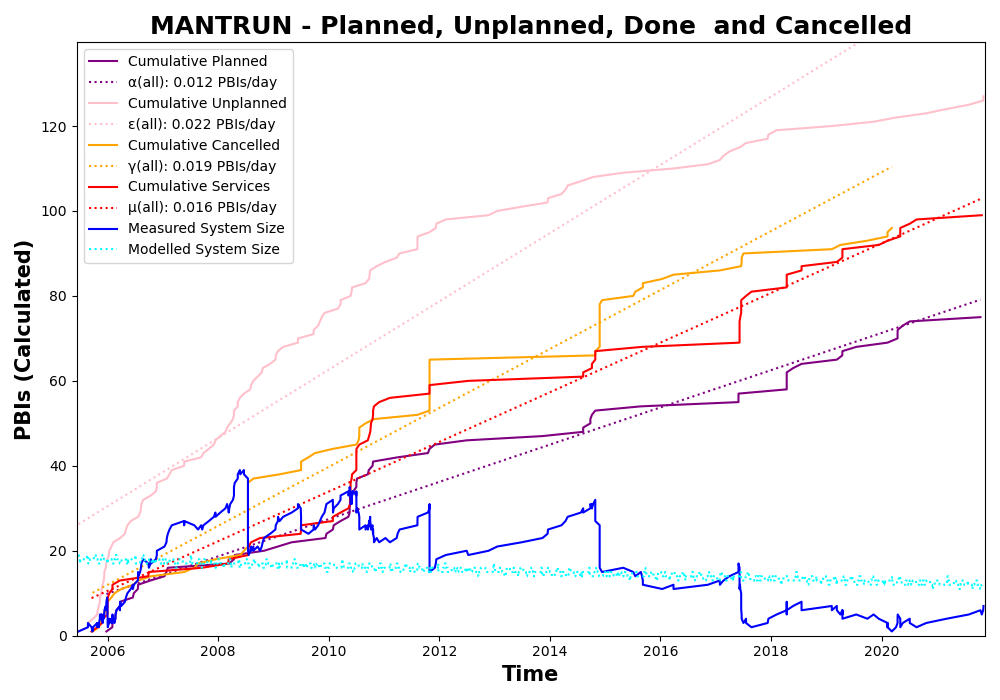 MANTRUN - Planned, Unplanned, Done  and Cancelled
Cumulative Planned
α(all): 0.012 PBIs/day
Cumulative Unplanned
ε(all): 0.022 PBIs/day
Cumulative Cancelled
γ(all): 0.019 PBIs/day
Cumulative Services
μ(all): 0.016 PBIs/day
Measured System Size
Modelled System Size
PBIs (Calculated)
120
100
80
60
40
20
0
2006 2008 2010 2012 2014 2016 2018 2020
Time